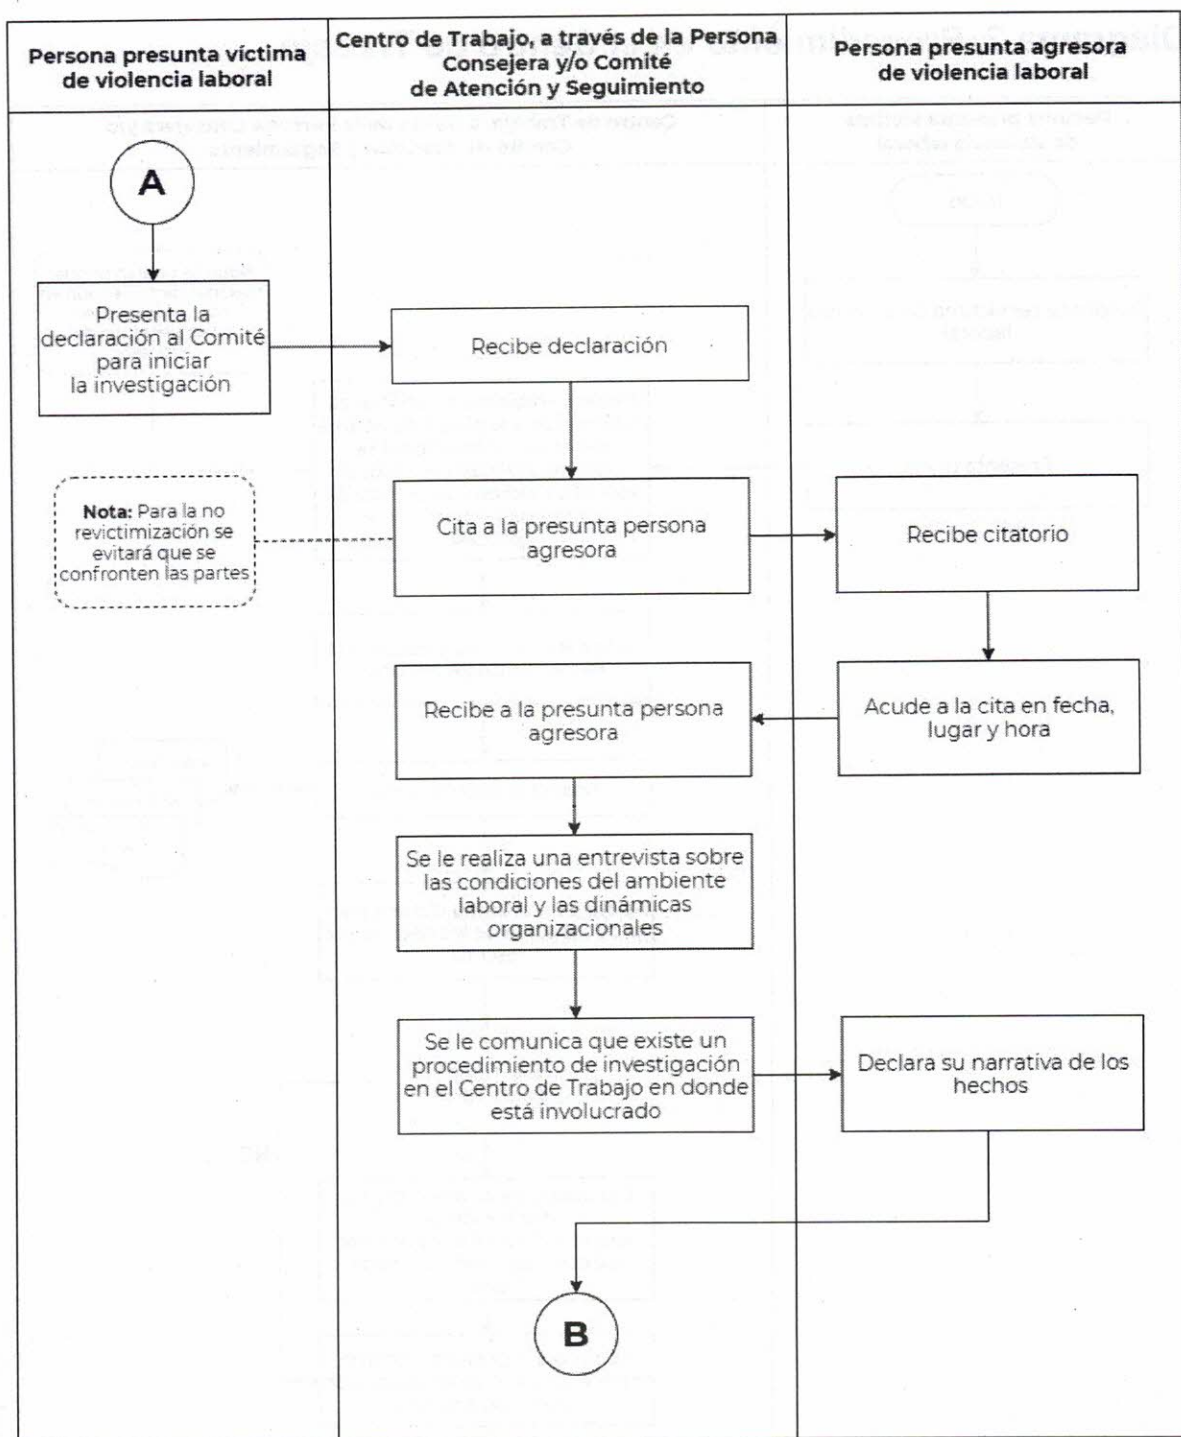 Persona presunta víctima
de violencia laboral
Centro de Trabajo, a través de la Persona
Consejera y/o Comité
de Atención y Seguimiento
Persona presunta agresora
de violencia laboral
A
Presenta la
declaración al Comité
para iniciar
la investigación
Recibe declaración
Nota: Para la no
revictimización se
evitará que se
confronten las partes
Cita a la presunta persona
agresora
Recibe citatorio
Recibe a la presunta persona
agresora
Acude a la cita en fecha,
lugar y hora
Se le realiza una entrevista sobre
las condiciones del ambiente
laboral y las dinámicas
organizacionales
Se le comunica que existe un
procedimiento de investigación
en el Centro de Trabajo en donde
está involucrado
Declara su narrativa de los
hechos
B